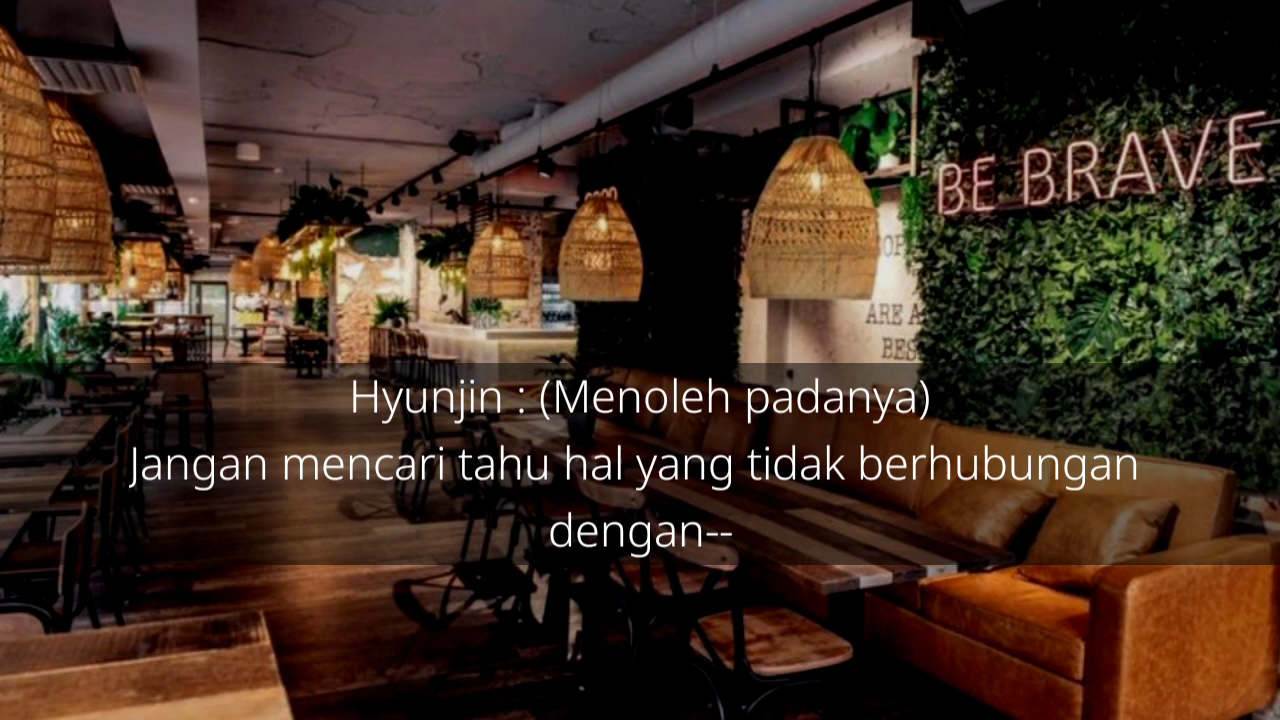 BE BRAVE
ARE A
BES
Hyunjin : (Menoleh padanya)
Jangan mencari tahu hal yang tidak berhubungan
dengan--